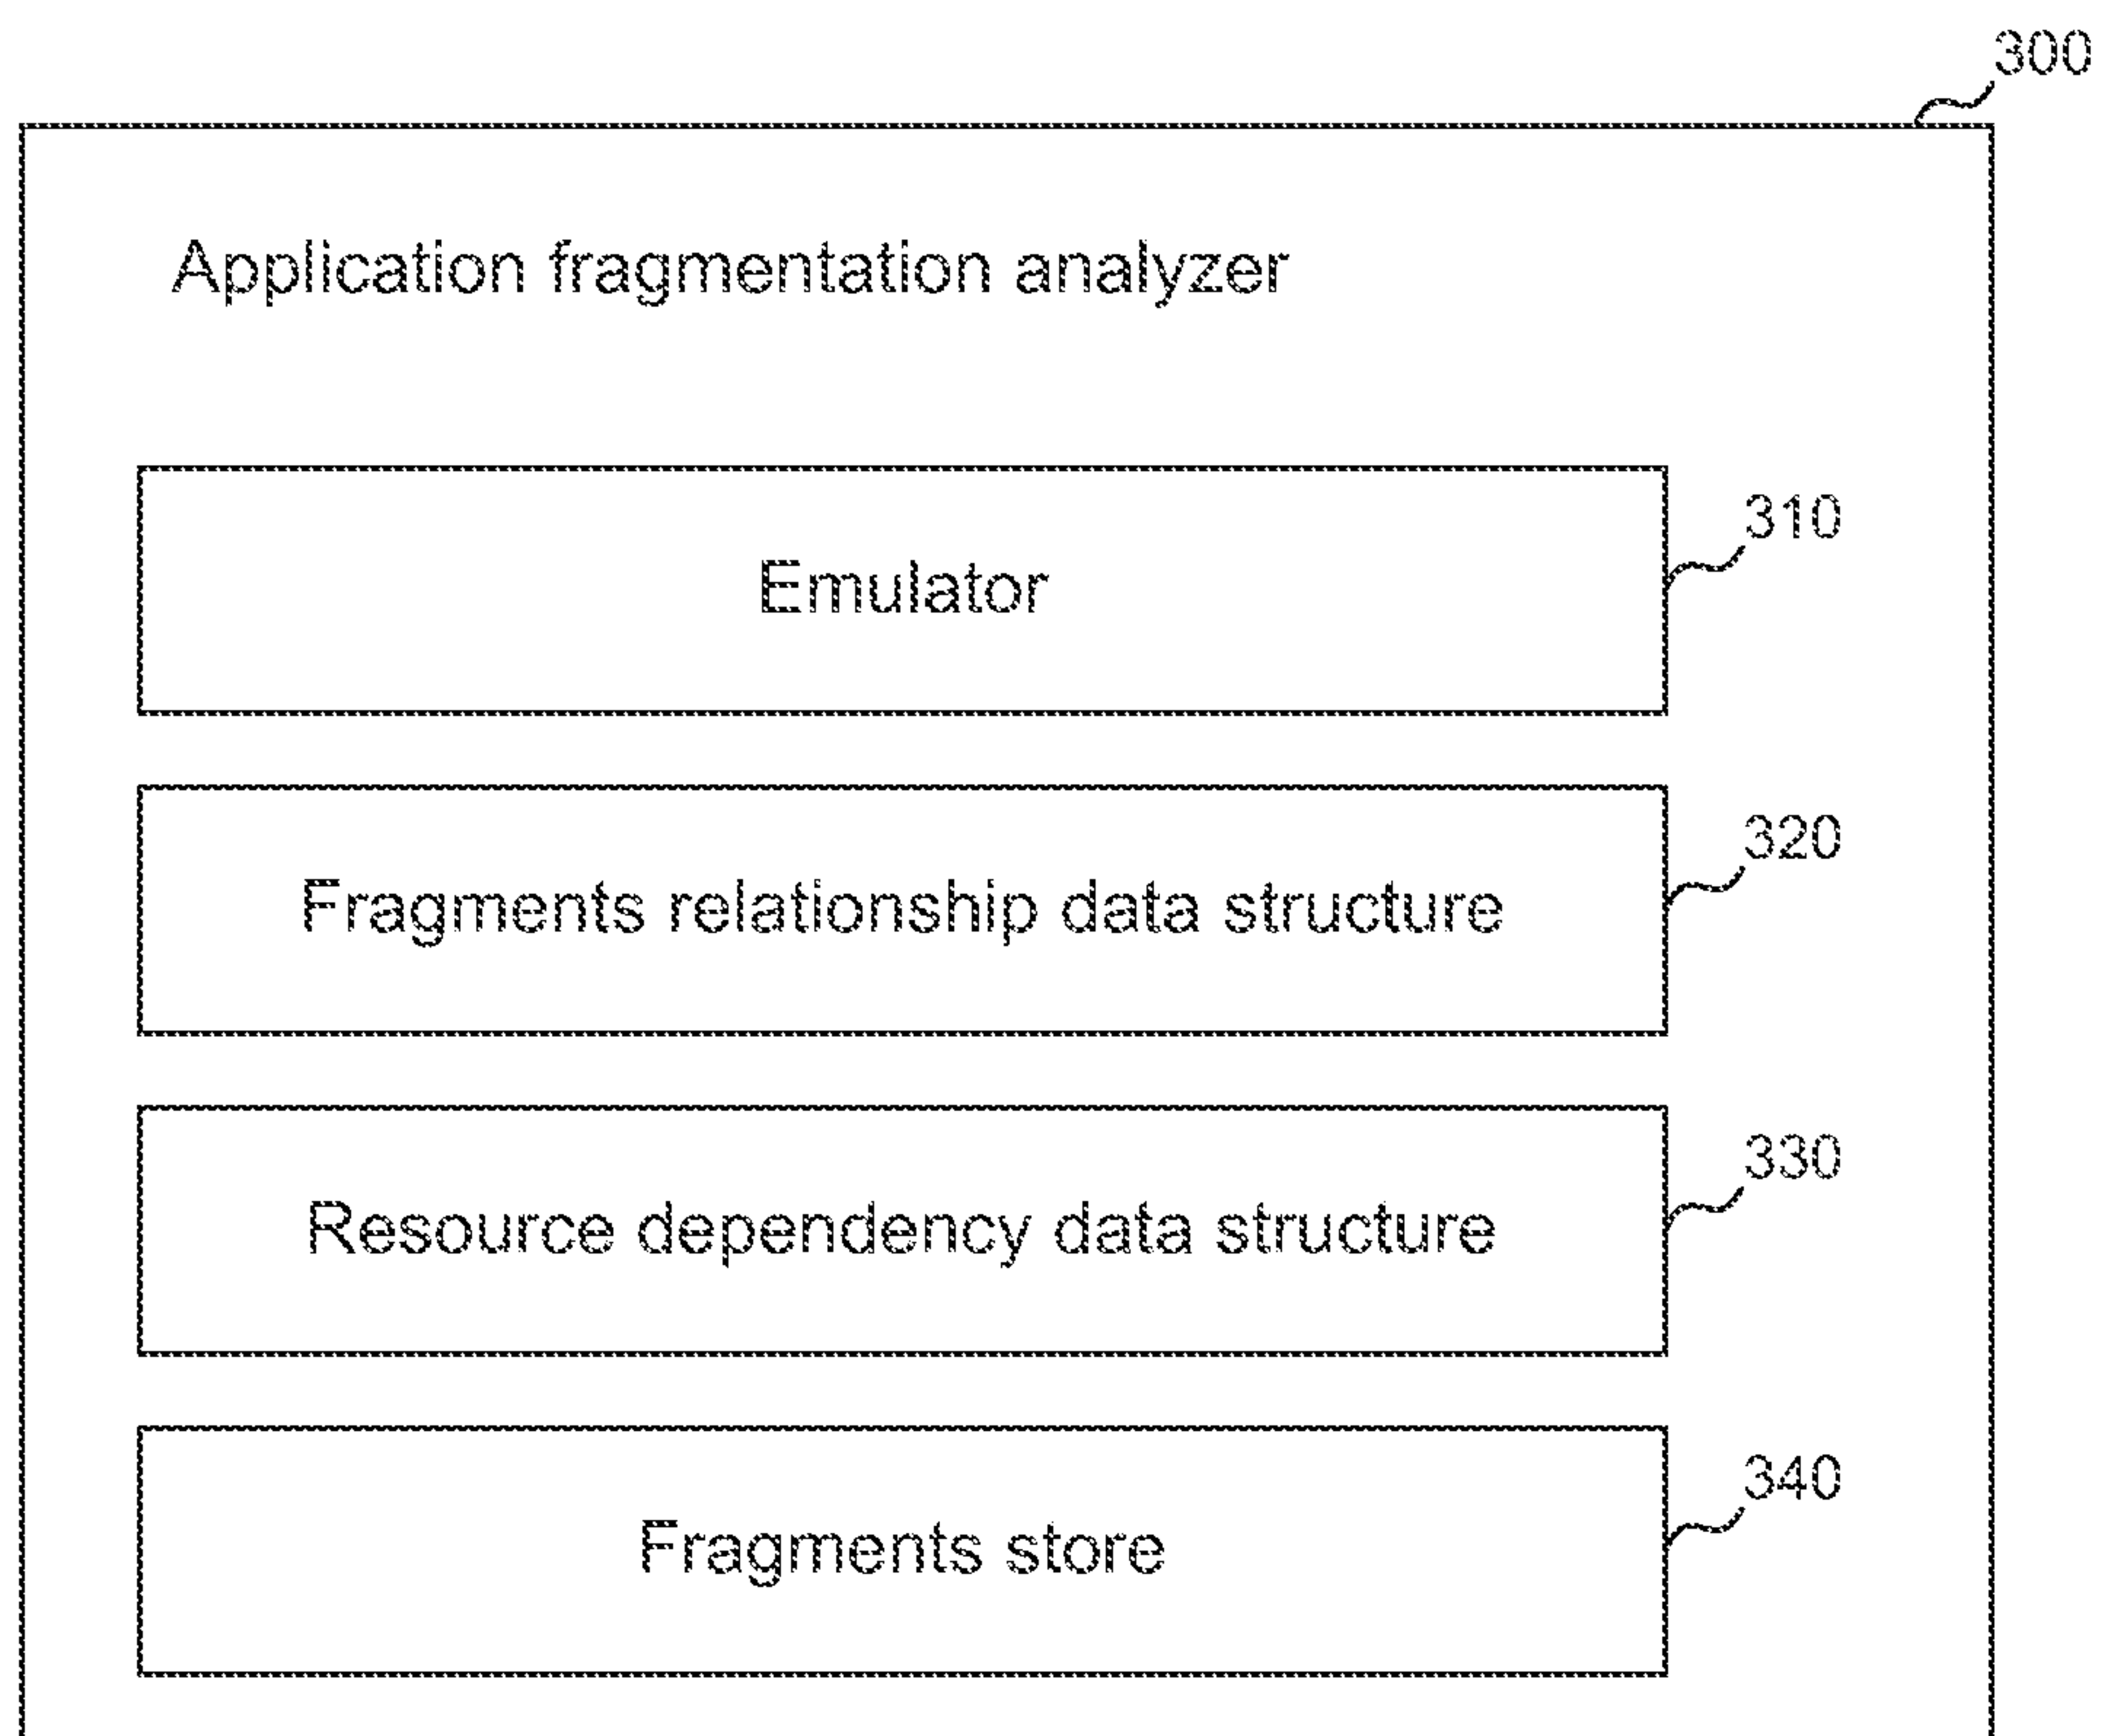 300
Application fragmentation analyzer
310
Emulator
320
Fragments relationship data structure
330
Resource dependency data structure
340
Fragments store